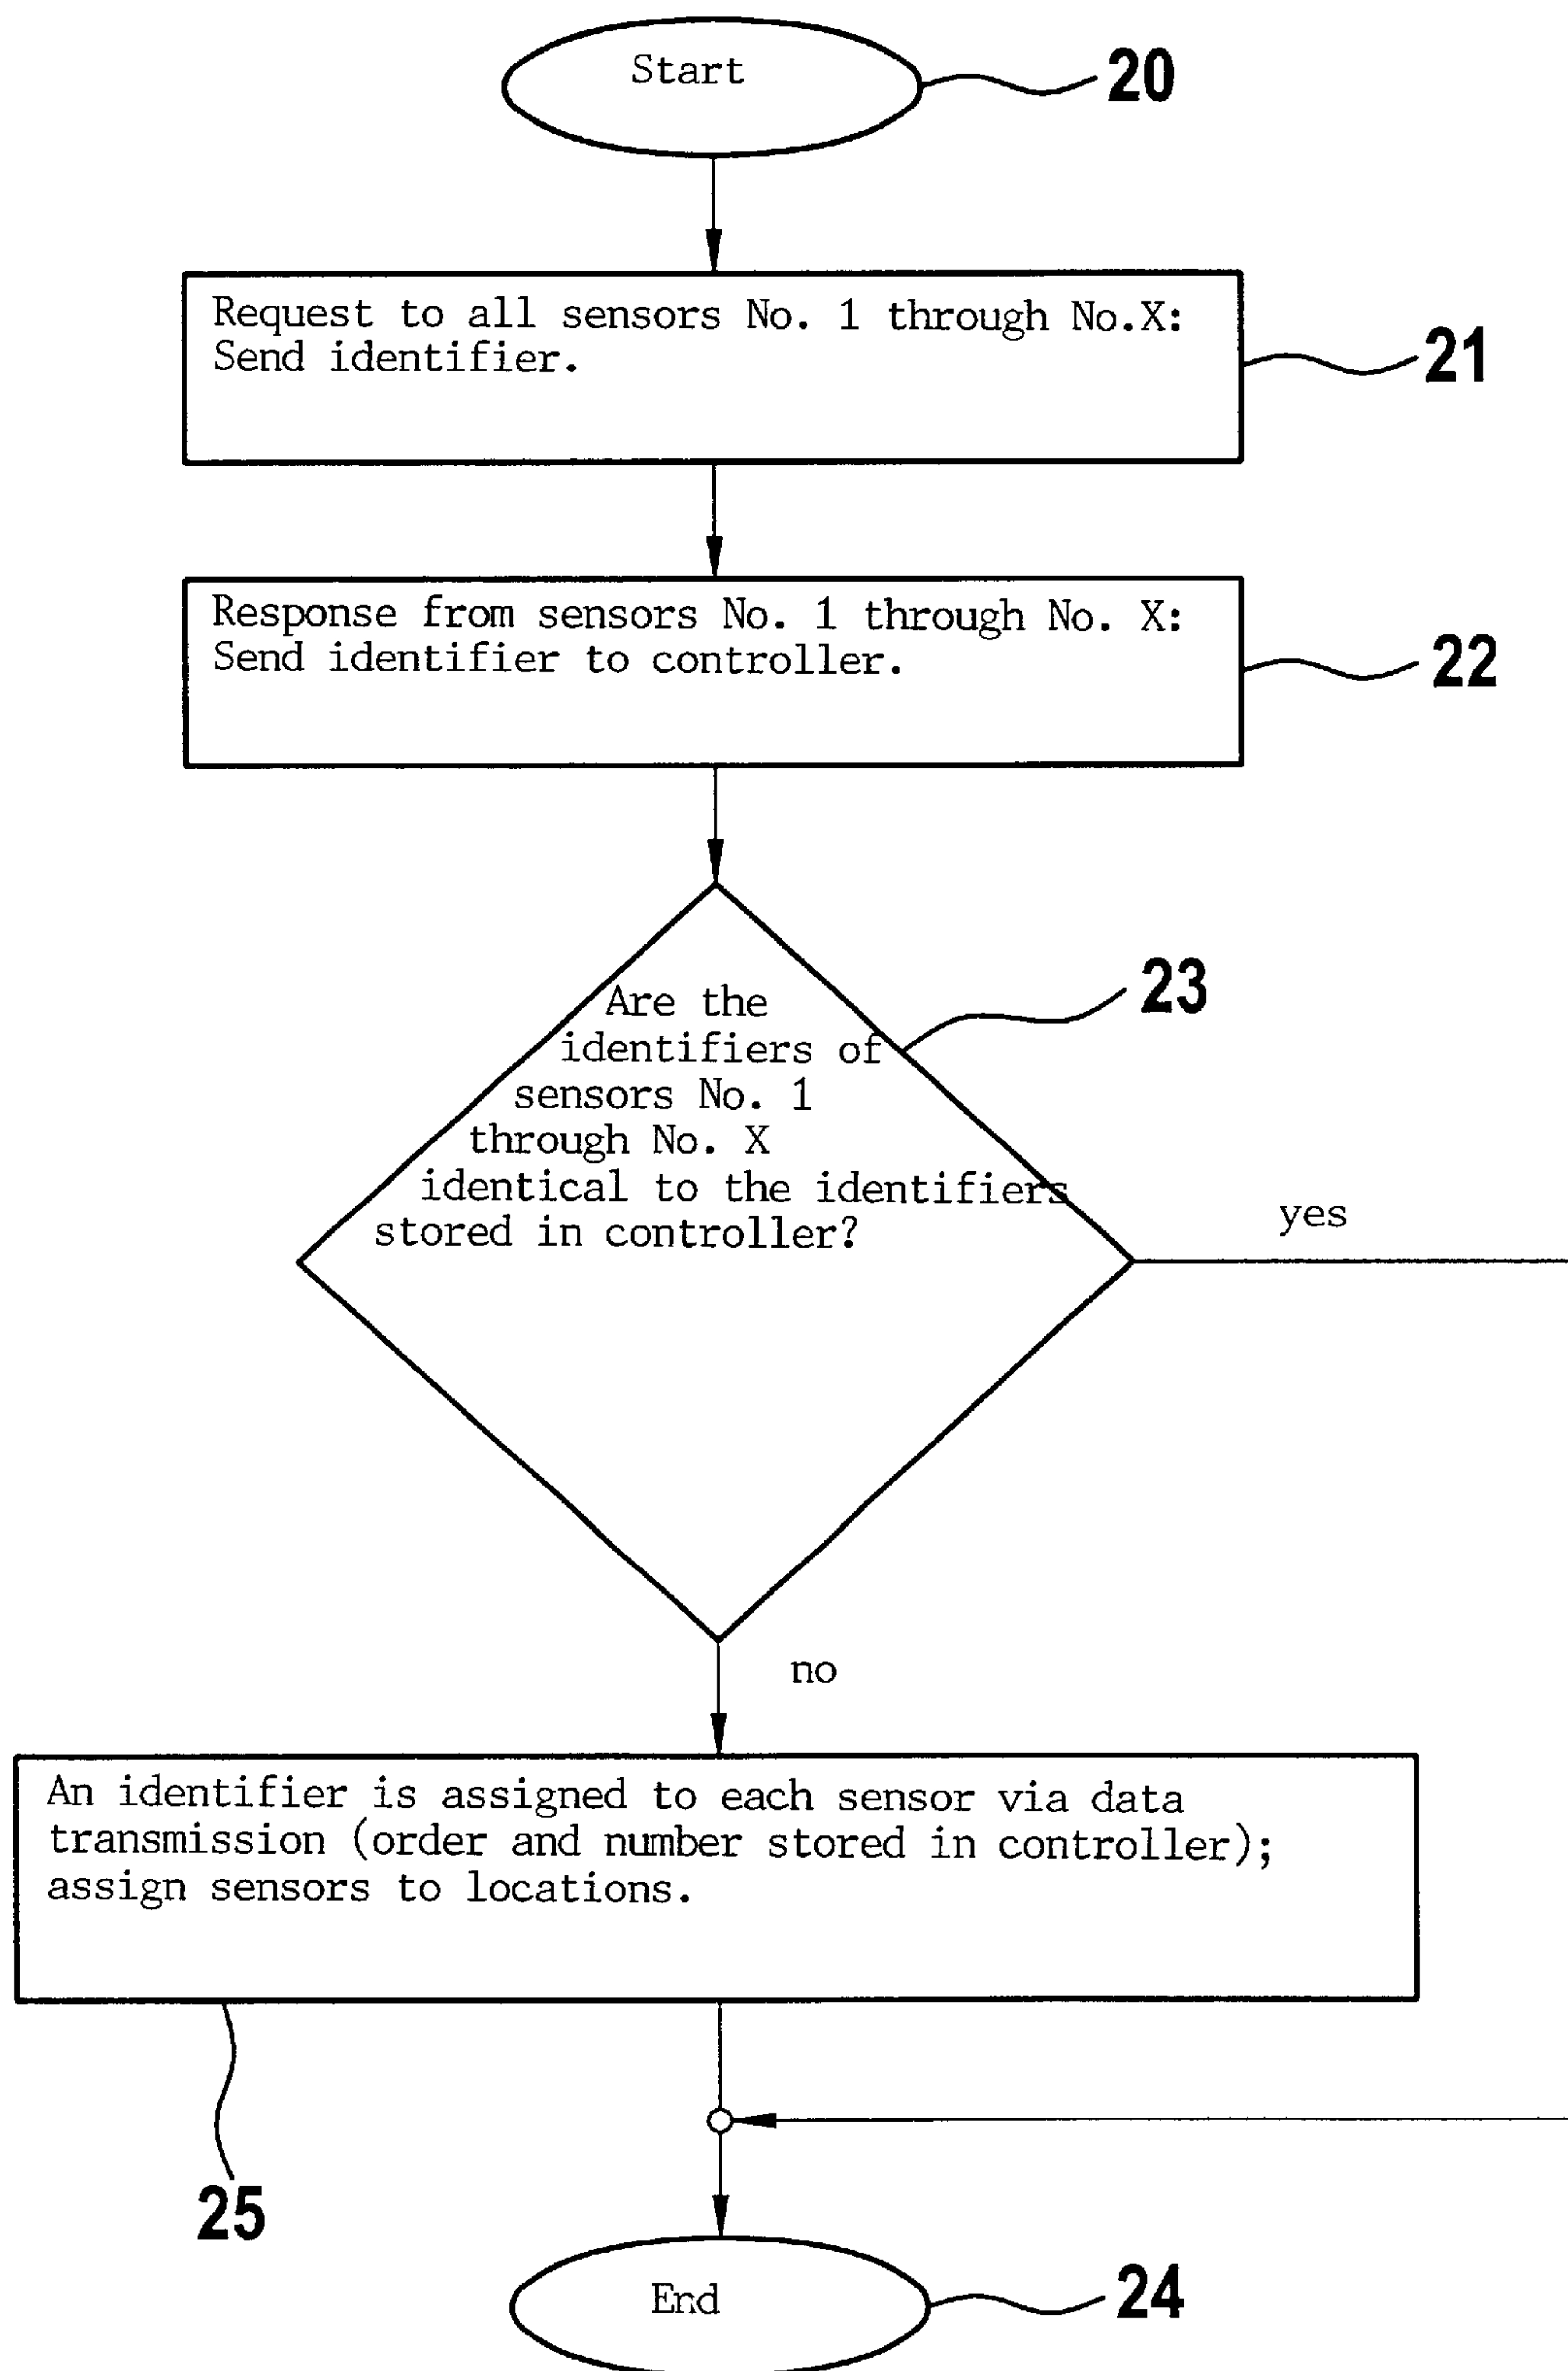 Start
20
Request to all sensors No. 1 through No.X:
Send identifier.
21
Response from sensors No. 1 through No. X:
Send identifier to controller.
22
Are the
identifiers of
sensors No. 1
through No. X
identical to the identifiers
stored in controller?
23
yes
no
An identifier is assigned to each sensor via data
transmission (order and number stored in controller);
assign sensors to locations.
25
End
24